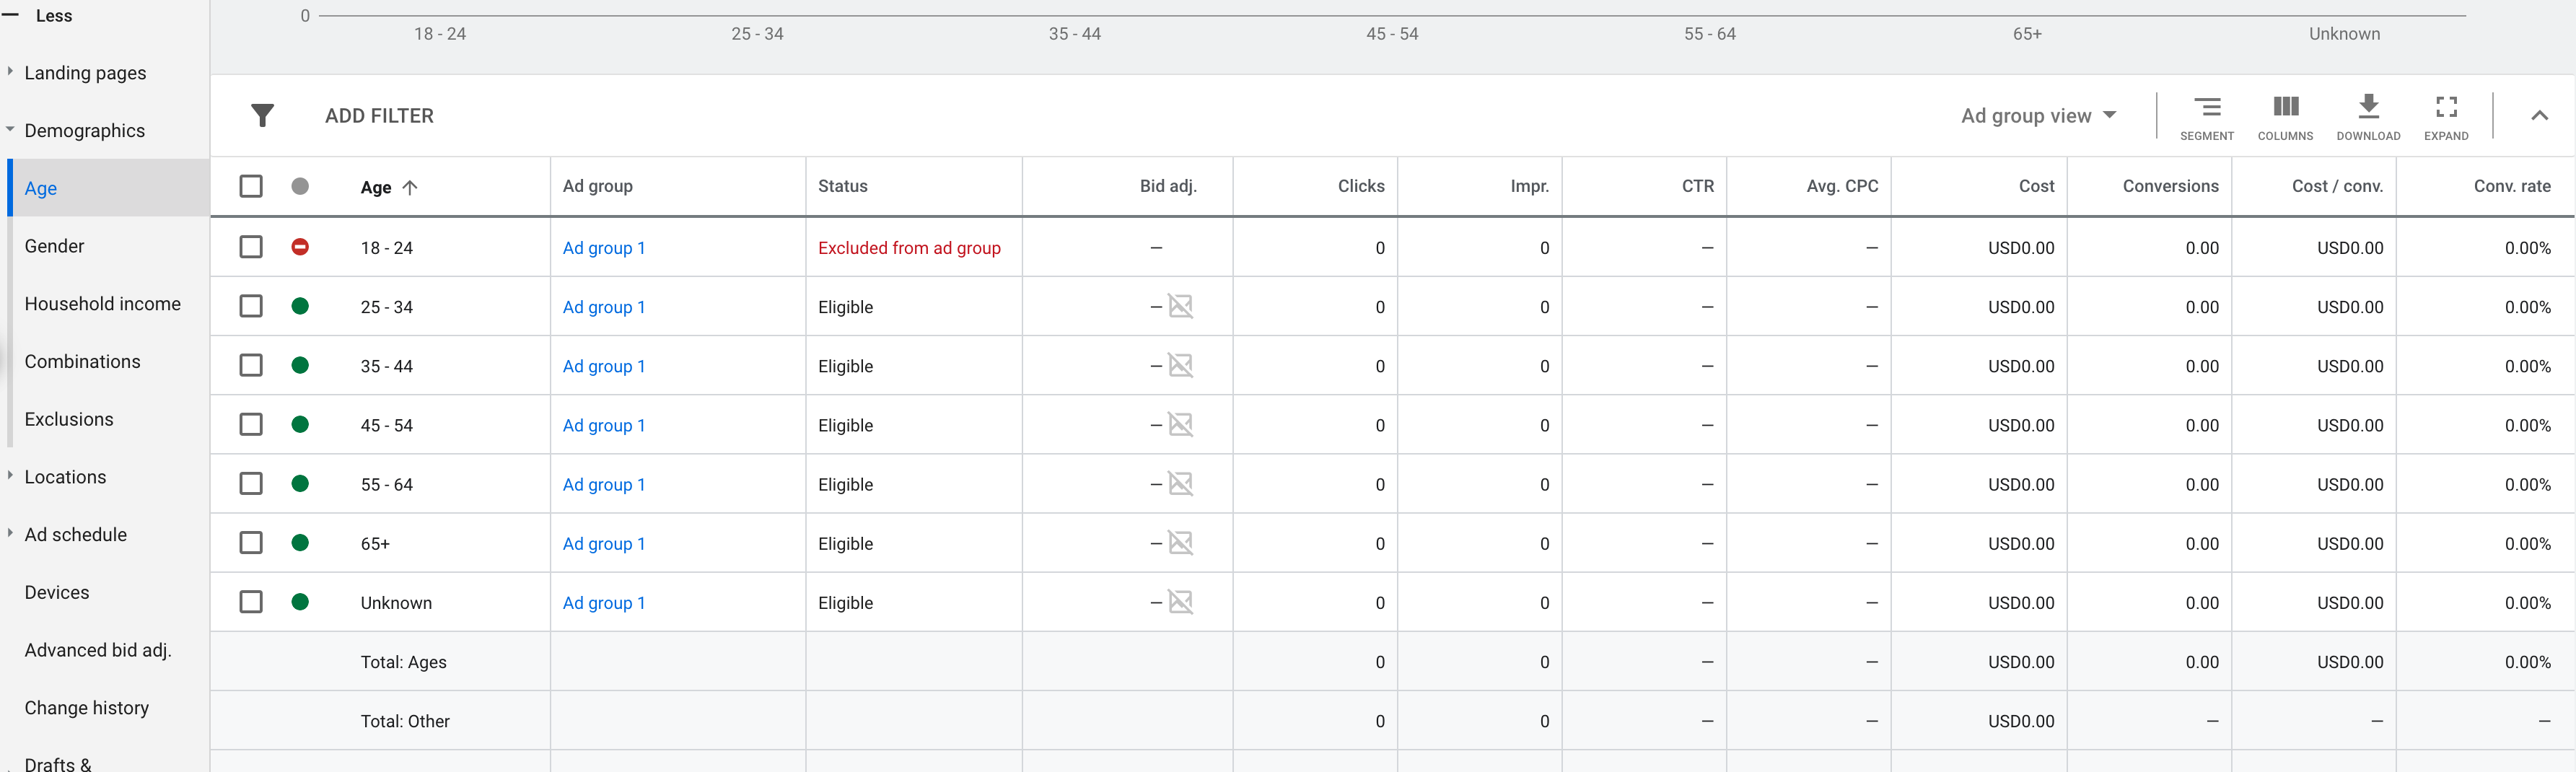 Less
Landing pages
Demographics
Age
Gender
Household income
Combinations
Exclusions
Locations
Ad schedule
Devices
Advanced bid adj.
Change history
Drafts &
0
18 - 24 25 - 34 35 - 44 45 - 54 55 - 64 65+ Unknown
ADD FILTER Ad group view SEGMENT COLUMNS DOWNLOAD EXPAND
Age Ad group Status Bid adj. Clicks Impr. CTR Avg. CPC Cost Conversions Cost / conv. Conv. rate
18 - 24 Ad group 1 Excluded from ad group — 0 0 — — USD0.00 0.00 USD0.00 0.00%
25 - 34 Ad group 1 Eligible — 0 0 — — USD0.00 0.00 USD0.00 0.00%
35 - 44 Ad group 1 Eligible — 0 0 — — USD0.00 0.00 USD0.00 0.00%
45 - 54 Ad group 1 Eligible — 0 0 — — USD0.00 0.00 USD0.00 0.00%
55 - 64 Ad group 1 Eligible — 0 0 — — USD0.00 0.00 USD0.00 0.00%
65+ Ad group 1 Eligible — 0 0 — — USD0.00 0.00 USD0.00 0.00%
Unknown Ad group 1 Eligible — 0 0 — — USD0.00 0.00 USD0.00 0.00%
Total: Ages 0 0 — — USD0.00 0.00 USD0.00 0.00%
Total: Other 0 0 — — USD0.00 — — —